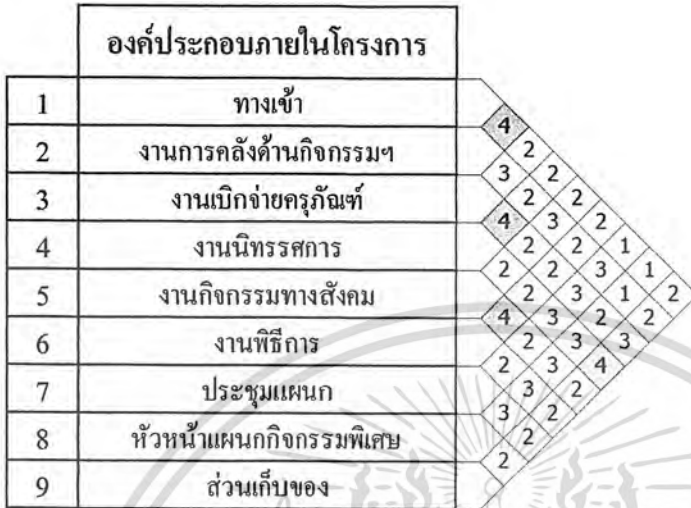 องค์ประกอบภายในโครงการ
1 ทางเข้า
4
2 งานการคลังด้านกิจกรรมฯ 2
3 2
3 งานเบิกจ่ายครุภัณฑ์ 2 2
4 3 2
4 งานนิทรรศการ 2 2 1
2 2 3 1
5 งานกิจกรรมทางสังคม 2 3 1 2
4 3 2 2
6 งานพิธีการ 2 3 3
2 3 4
7 ประชุมแผนก 3 2
3 2
8 หัวหน้าแผนกกิจกรรมพิเศษ 2
2
9 ส่วนเก็บของ